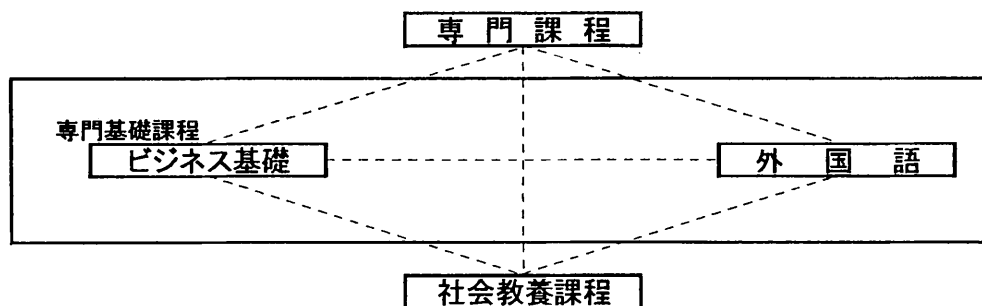 専門課程
専門基礎課程
ビジネス基礎
外国語
社会教養課程